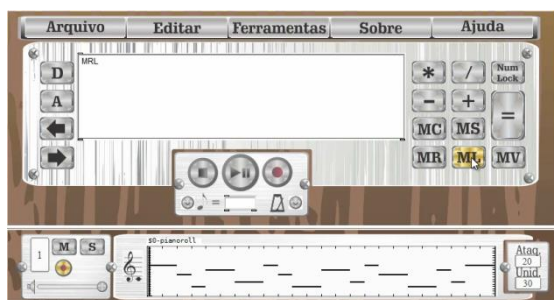 Arquivo Editar Ferramentas Sobre Ajuda
MRL
D
A
* / Num Lock
- + =
MC MS
MR ML MV
=
$0-pianoroll
1 M S
Ataq.
20
Unid.
30